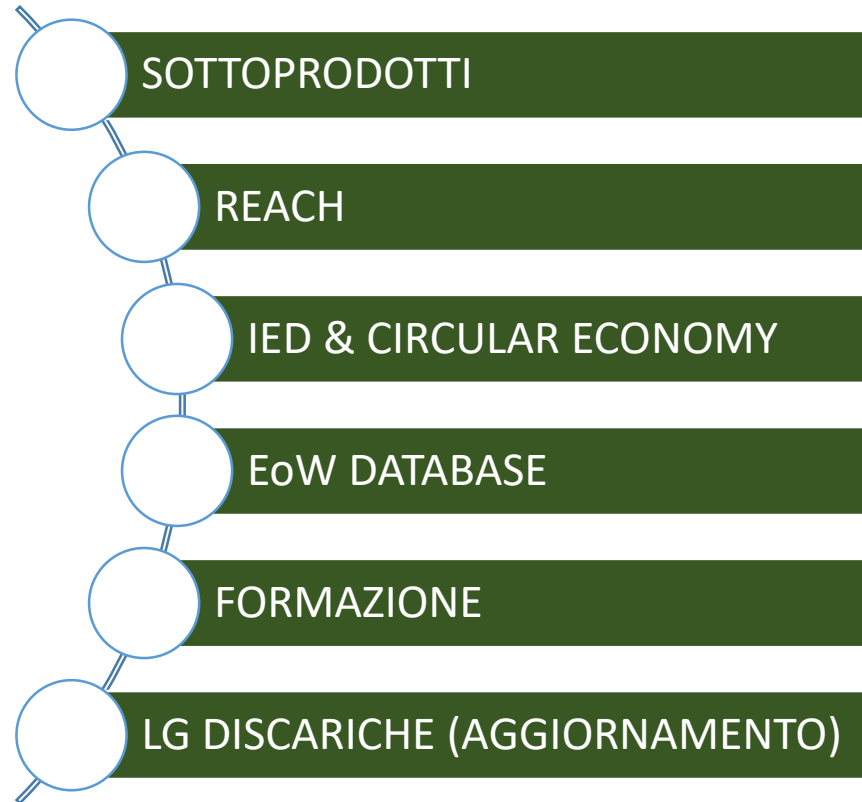 SOTTOPRODOTTI
REACH
IED & CIRCULAR ECONOMY
EoW DATABASE
FORMAZIONE
LG DISCARICHE (AGGIORNAMENTO)